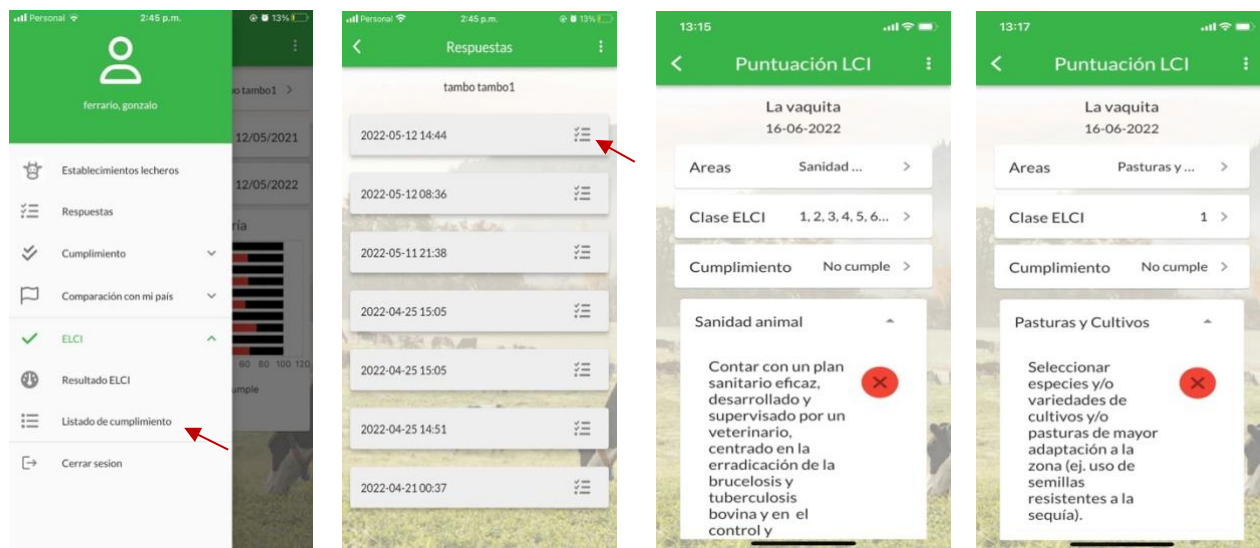 Personal 2:45 p.m. 13%
ferrario, gonzalo
o tambo1
12/05/2021
12/05/2022
ría
60 80 100 120
umple
Establecimientos lecheros
Respuestas
Cumplimiento
Comparación con mi país
ELCI
Resultado ELCI
Listado de cumplimiento
Cerrar sesion
Personal 2:45 p.m. 13%
Respuestas
tambo tambo1
2022-05-12 14:44
2022-05-12 08:36
2022-05-11 21:38
2022-04-25 15:05
2022-04-25 15:05
2022-04-25 14:51
2022-04-21 00:37
13:15
Puntuación LCI
La vaquita
16-06-2022
Areas Sanidad ...
Clase ELCI 1, 2, 3, 4, 5, 6...
Cumplimiento No cumple
Sanidad animal
Contar con un plan
sanitario eficaz,
desarrollado y
supervisado por un
veterinario,
centrado en la
erradicación de la
brucelosis y
tuberculosis
bovina y en el
control y
13:17
Puntuación LCI
La vaquita
16-06-2022
Areas Pasturas y ...
Clase ELCI 1
Cumplimiento No cumple
Pasturas y Cultivos
Seleccionar
especies y/o
variedades de
cultivos y/o
pasturas de mayor
adaptación a la
zona (ej. uso de
semillas
resistentes a la
sequía).